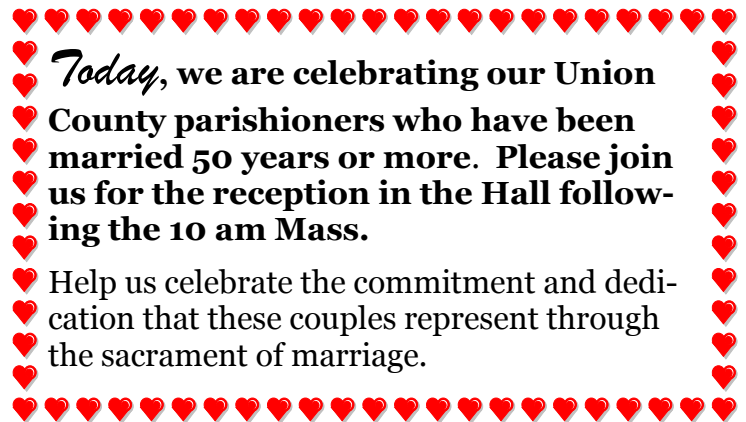 Today, we are celebrating our Union
County parishioners who have been
married 50 years or more.  Please join
us for the reception in the Hall follow-
ing the 10 am Mass.
Help us celebrate the commitment and dedi-
cation that these couples represent through
the sacrament of marriage.